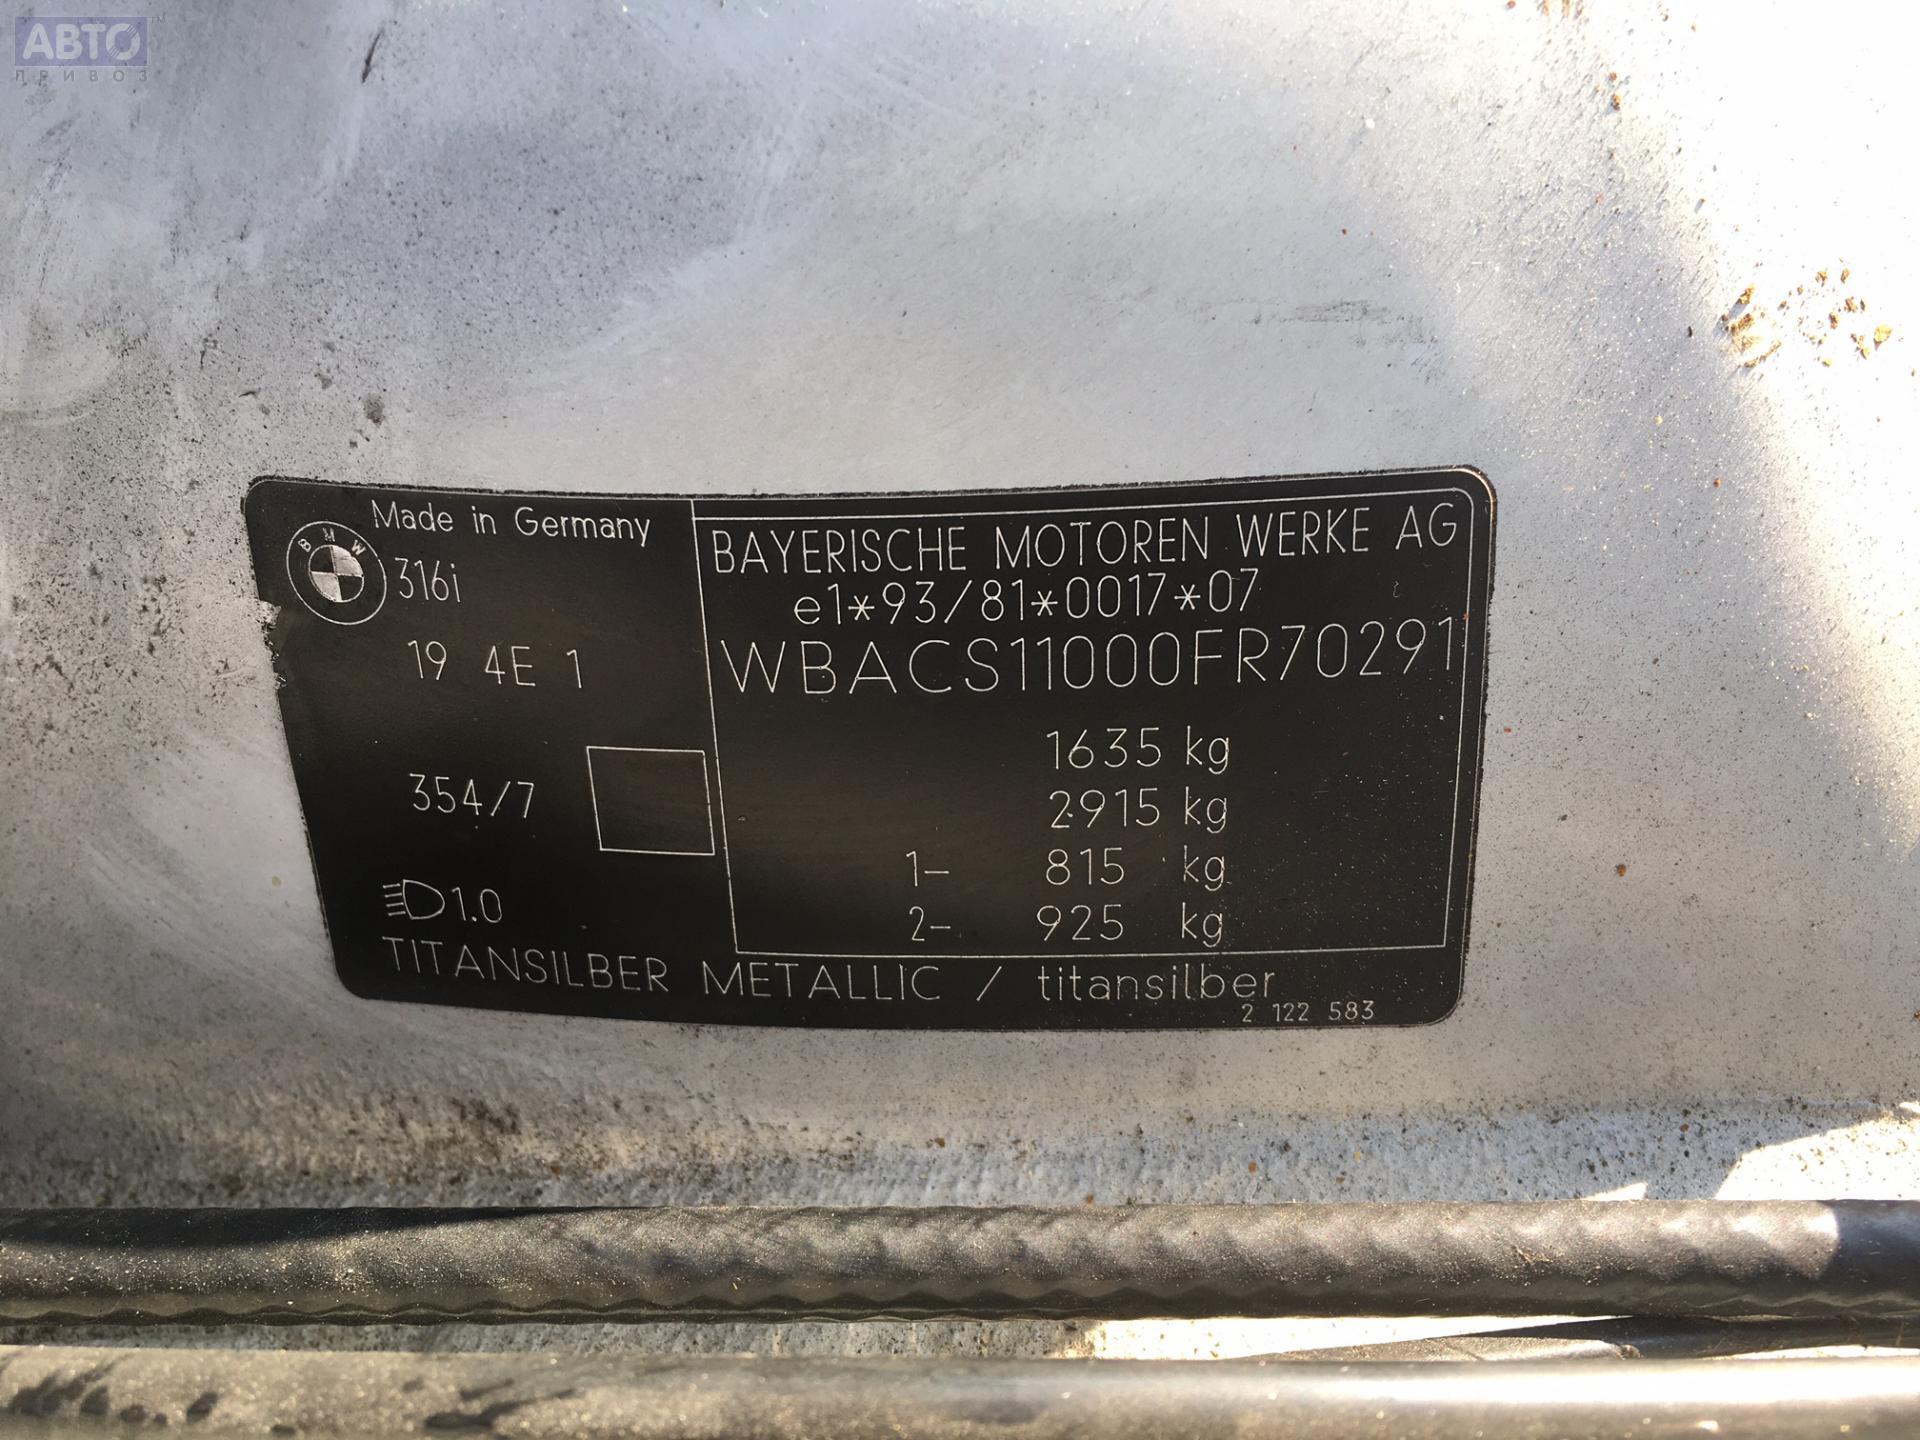 АВТО™
ПРИВОЗ
Made in Germany
BMW
316i
19 4E 1
354/7
1.0
BAYERISCHE MOTOREN WERKE AG
e1*93/81*0017*07
WBACS11000FR70291
1635 kg
2915 kg
1- 815 kg
2- 925 kg
TITANSILBER METALLIC / titansilber
2 122 583